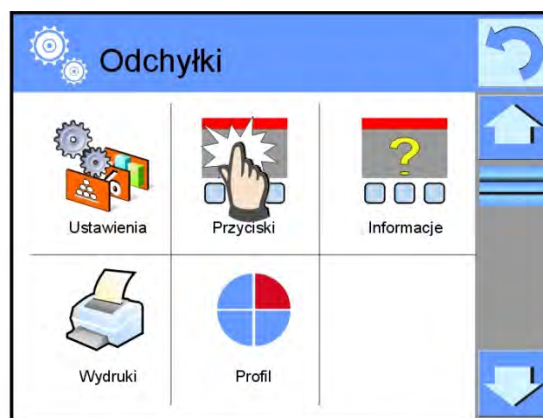 Odchyłki
Ustawienia
Przyciski
Informacje
?
Wydruki
Profil